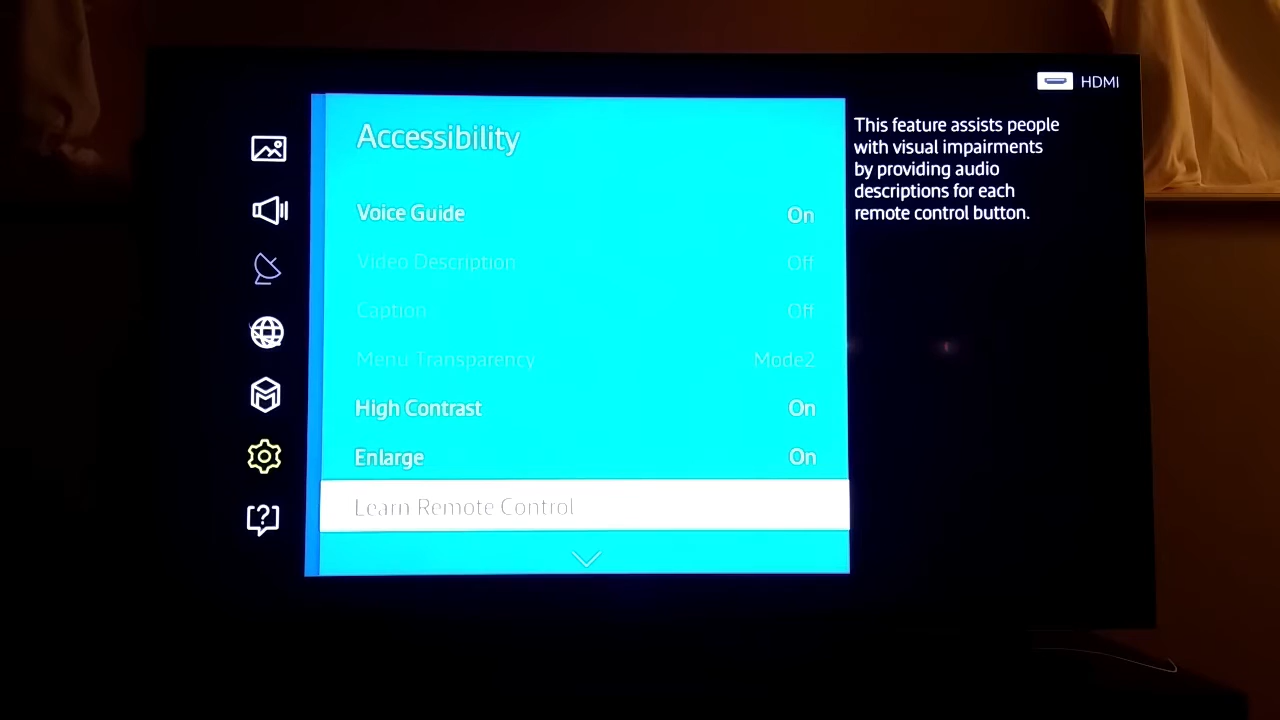 HDMI
Accessibility
Voice Guide On
Video Description Off
Caption Off
Menu Transparency Mode2
High Contrast On
Enlarge On
Learn Remote Control
This feature assists people
with visual impairments
by providing audio
descriptions for each
remote control button.